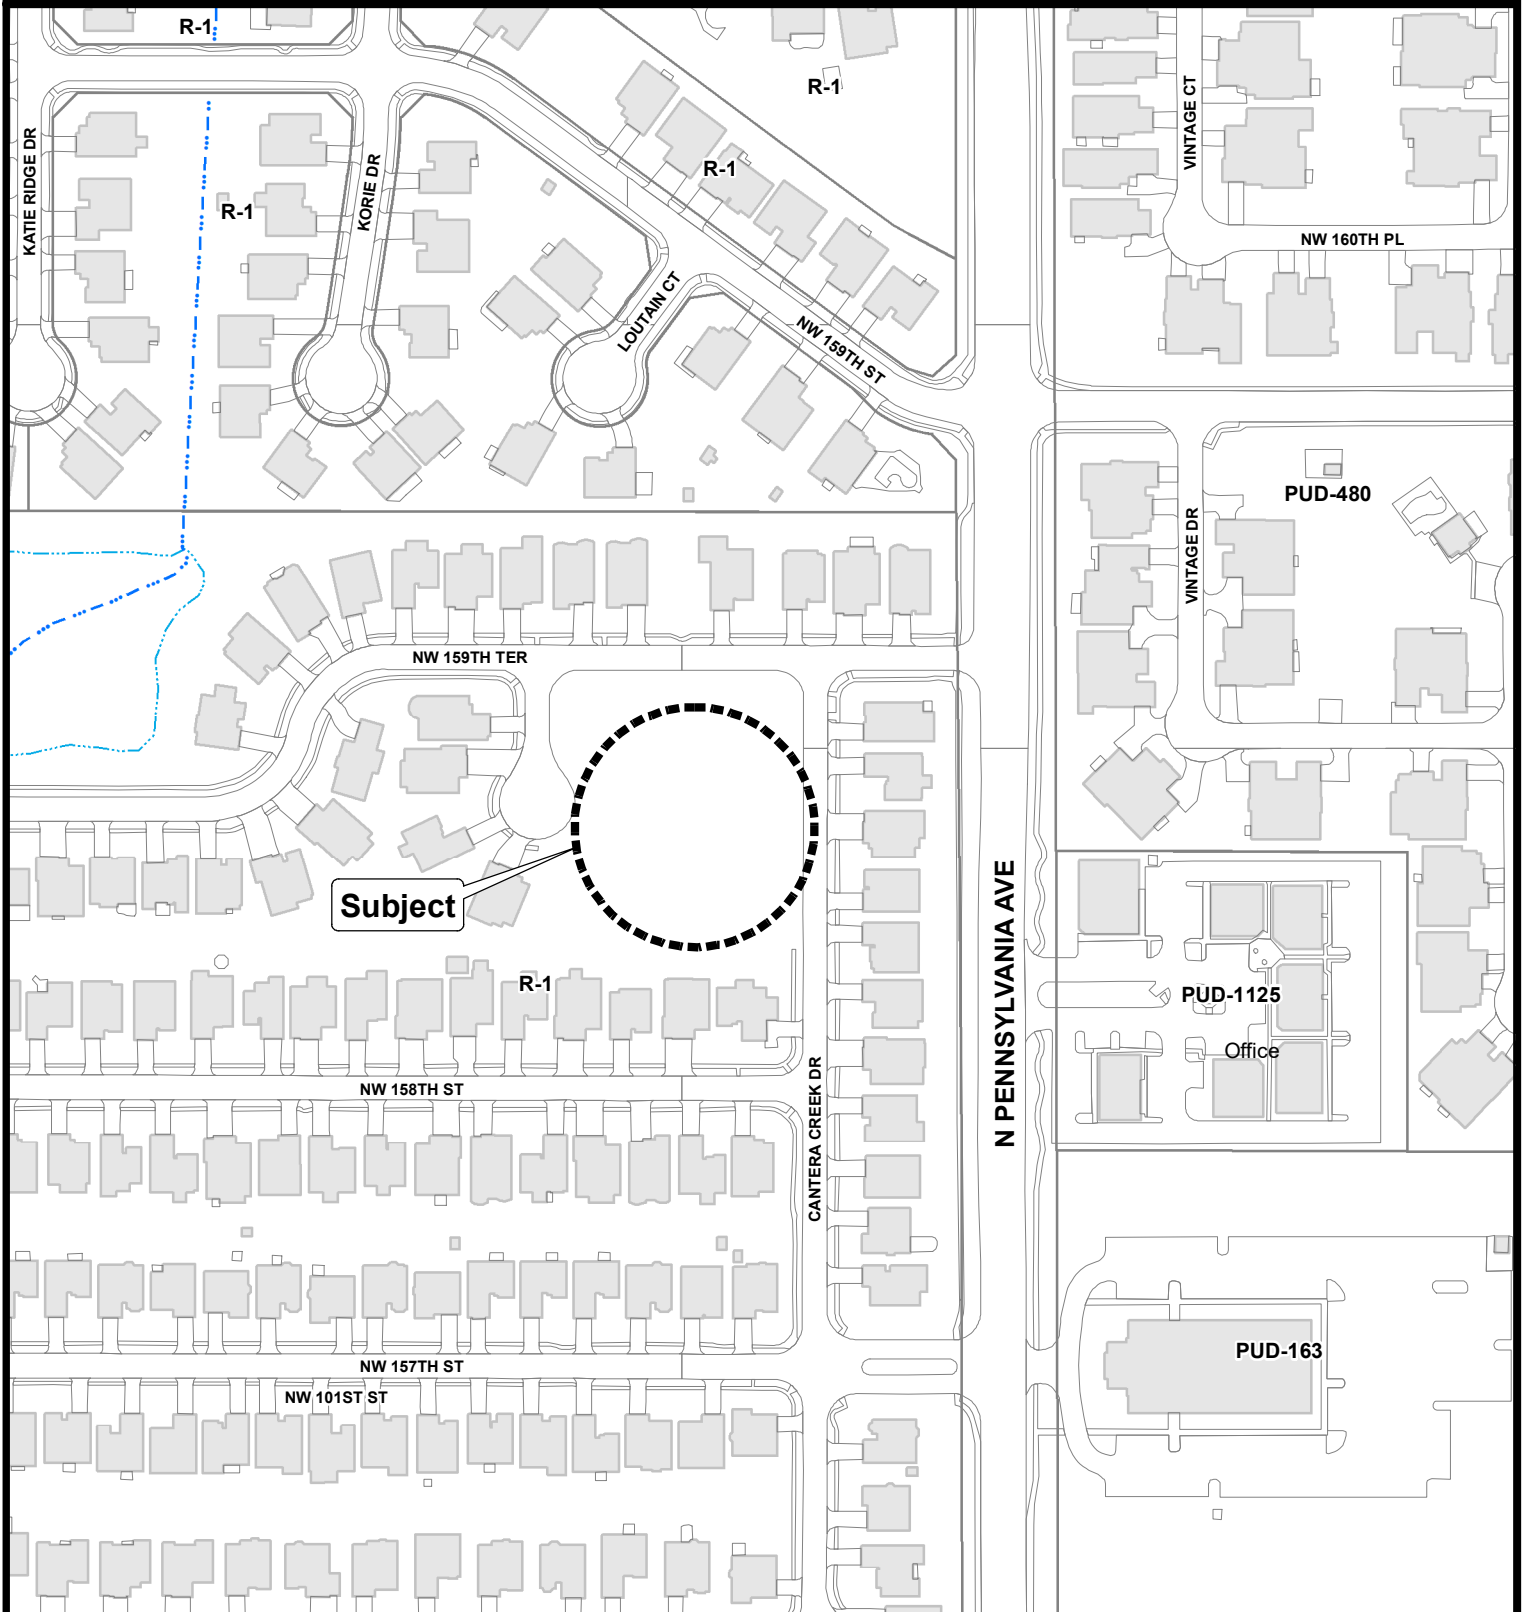 R-1
R-1
R-1
R-1
KATIE RIDGE DR
KORIE DR
LOUTAIN CT
NW 159TH ST
VINTAGE CT
NW 160TH PL
PUD-480
VINTAGE DR
NW 159TH TER
Subject
R-1
N PENNSYLVANIA AVE
PUD-1125
Office
NW 158TH ST
CANTERA CREEK DR
NW 157TH ST
NW 101ST ST
PUD-163